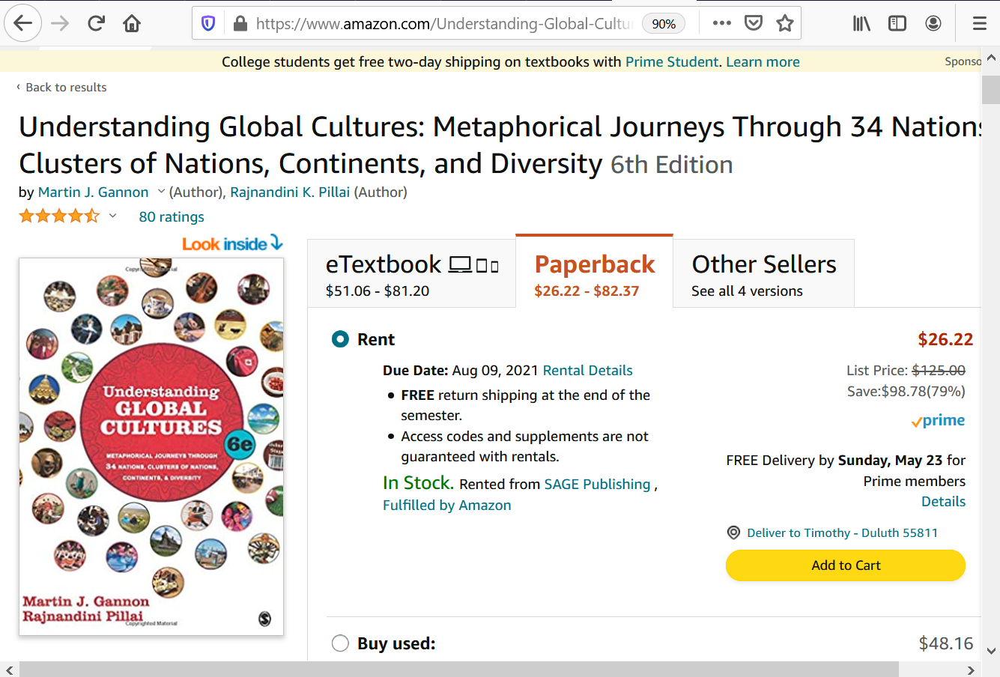 https://www.amazon.com/Understanding-Global-Cultu
90%
College students get free two-day shipping on textbooks with Prime Student. Learn more
Sponso
‹ Back to results
Understanding Global Cultures: Metaphorical Journeys Through 34 Nations
Clusters of Nations, Continents, and Diversity 6th Edition
by Martin J. Gannon (Author), Rajnandini K. Pillai (Author)
80 ratings
Look inside
Copyrighted Material
Understanding
GLOBAL
CULTURES
6e
METAPHORICAL JOURNEYS THROUGH
34 NATIONS, CLUSTERS OF NATIONS,
CONTINENTS, & DIVERSITY
Martin J. Gannon
Rajnandini Pillai
Copyrighted Material
S
eTextbook
$51.06 - $81.20
Paperback
$26.22 - $82.37
Other Sellers
See all 4 versions
Rent
$26.22
Due Date: Aug 09, 2021 Rental Details
• FREE return shipping at the end of the
semester.
• Access codes and supplements are not
guaranteed with rentals.
In Stock. Rented from SAGE Publishing ,
Fulfilled by Amazon
List Price: $125.00
Save:$98.78(79%)
prime
FREE Delivery by Sunday, May 23 for
Prime members
Details
Deliver to Timothy - Duluth 55811
Add to Cart
Buy used:
$48.16